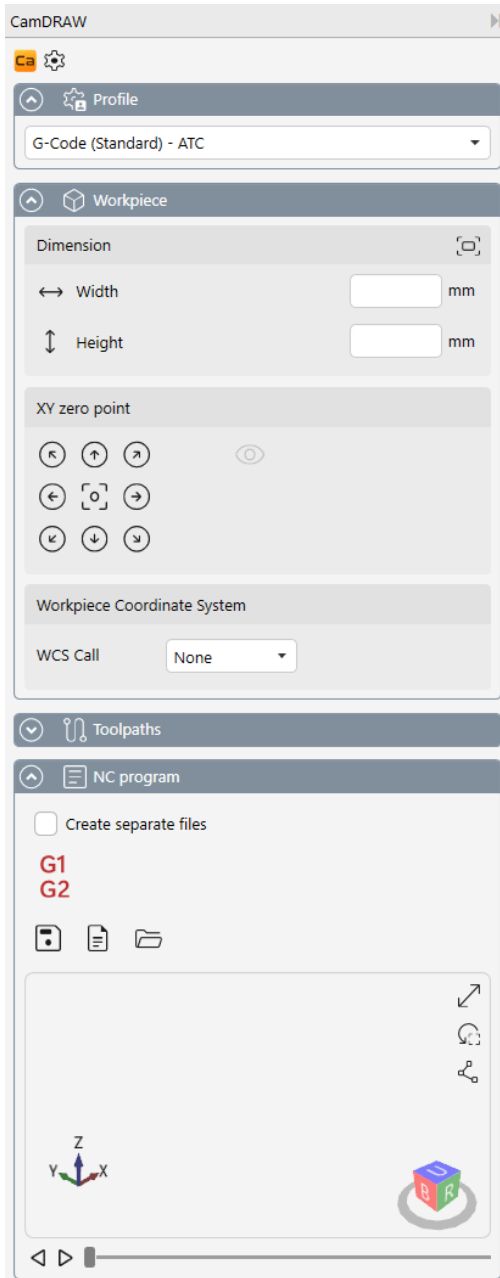 CamDRAW
Ca
Profile
G-Code (Standard) - ATC
Workpiece
Dimension
Width mm
Height mm
XY zero point
Workpiece Coordinate System
WCS Call None
Toolpaths
NC program
Create separate files
G1
G2
Z
Y X
U
B R